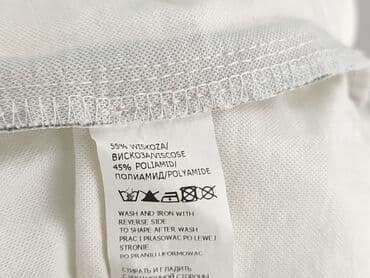 55% WISKOZA/
ВИСКОЗА/VISCOSE
45% POLIAMID/
ПОЛИАМИД/POLYAMIDE
WASH AND IRON WITH
REVERSE SIDE
TO SHAPE AFTER WASH
PRAĆ I PRASOWAĆ PO LEWEJ
STRONIE
PO PRANIU UFORMOWAĆ
СТИРАТЬ И ГЛАДИТЬ